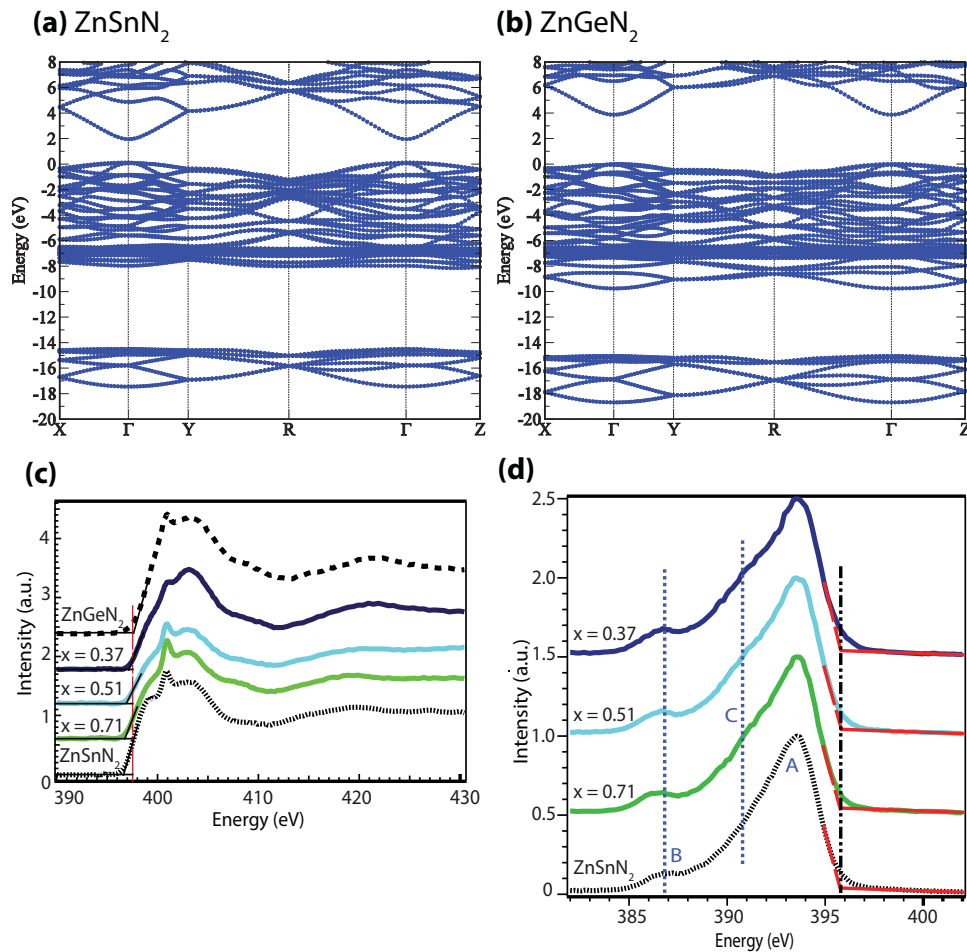 (a) ZnSnN2
(b) ZnGeN2
8
6
4
2
0
-2
-4
-6
-8
-10
-12
-14
-16
-18
-20
Energy (eV)
X Γ Y R Γ Z
8
6
4
2
0
-2
-4
-6
-8
-10
-12
-14
-16
-18
-20
Energy (eV)
X Γ Y R Γ Z
(c)
4
3
2
1
0
Intensity (a.u.)
ZnGeN2
x = 0.37
x = 0.51
x = 0.71
ZnSnN2
390 400 410 420 430
Energy (eV)
(d)
2.5
2.0
1.5
1.0
0.5
0
Intensity (a.u.)
x = 0.37
x = 0.51
x = 0.71
ZnSnN2
C
A
B
385 390 395 400
Energy (eV)